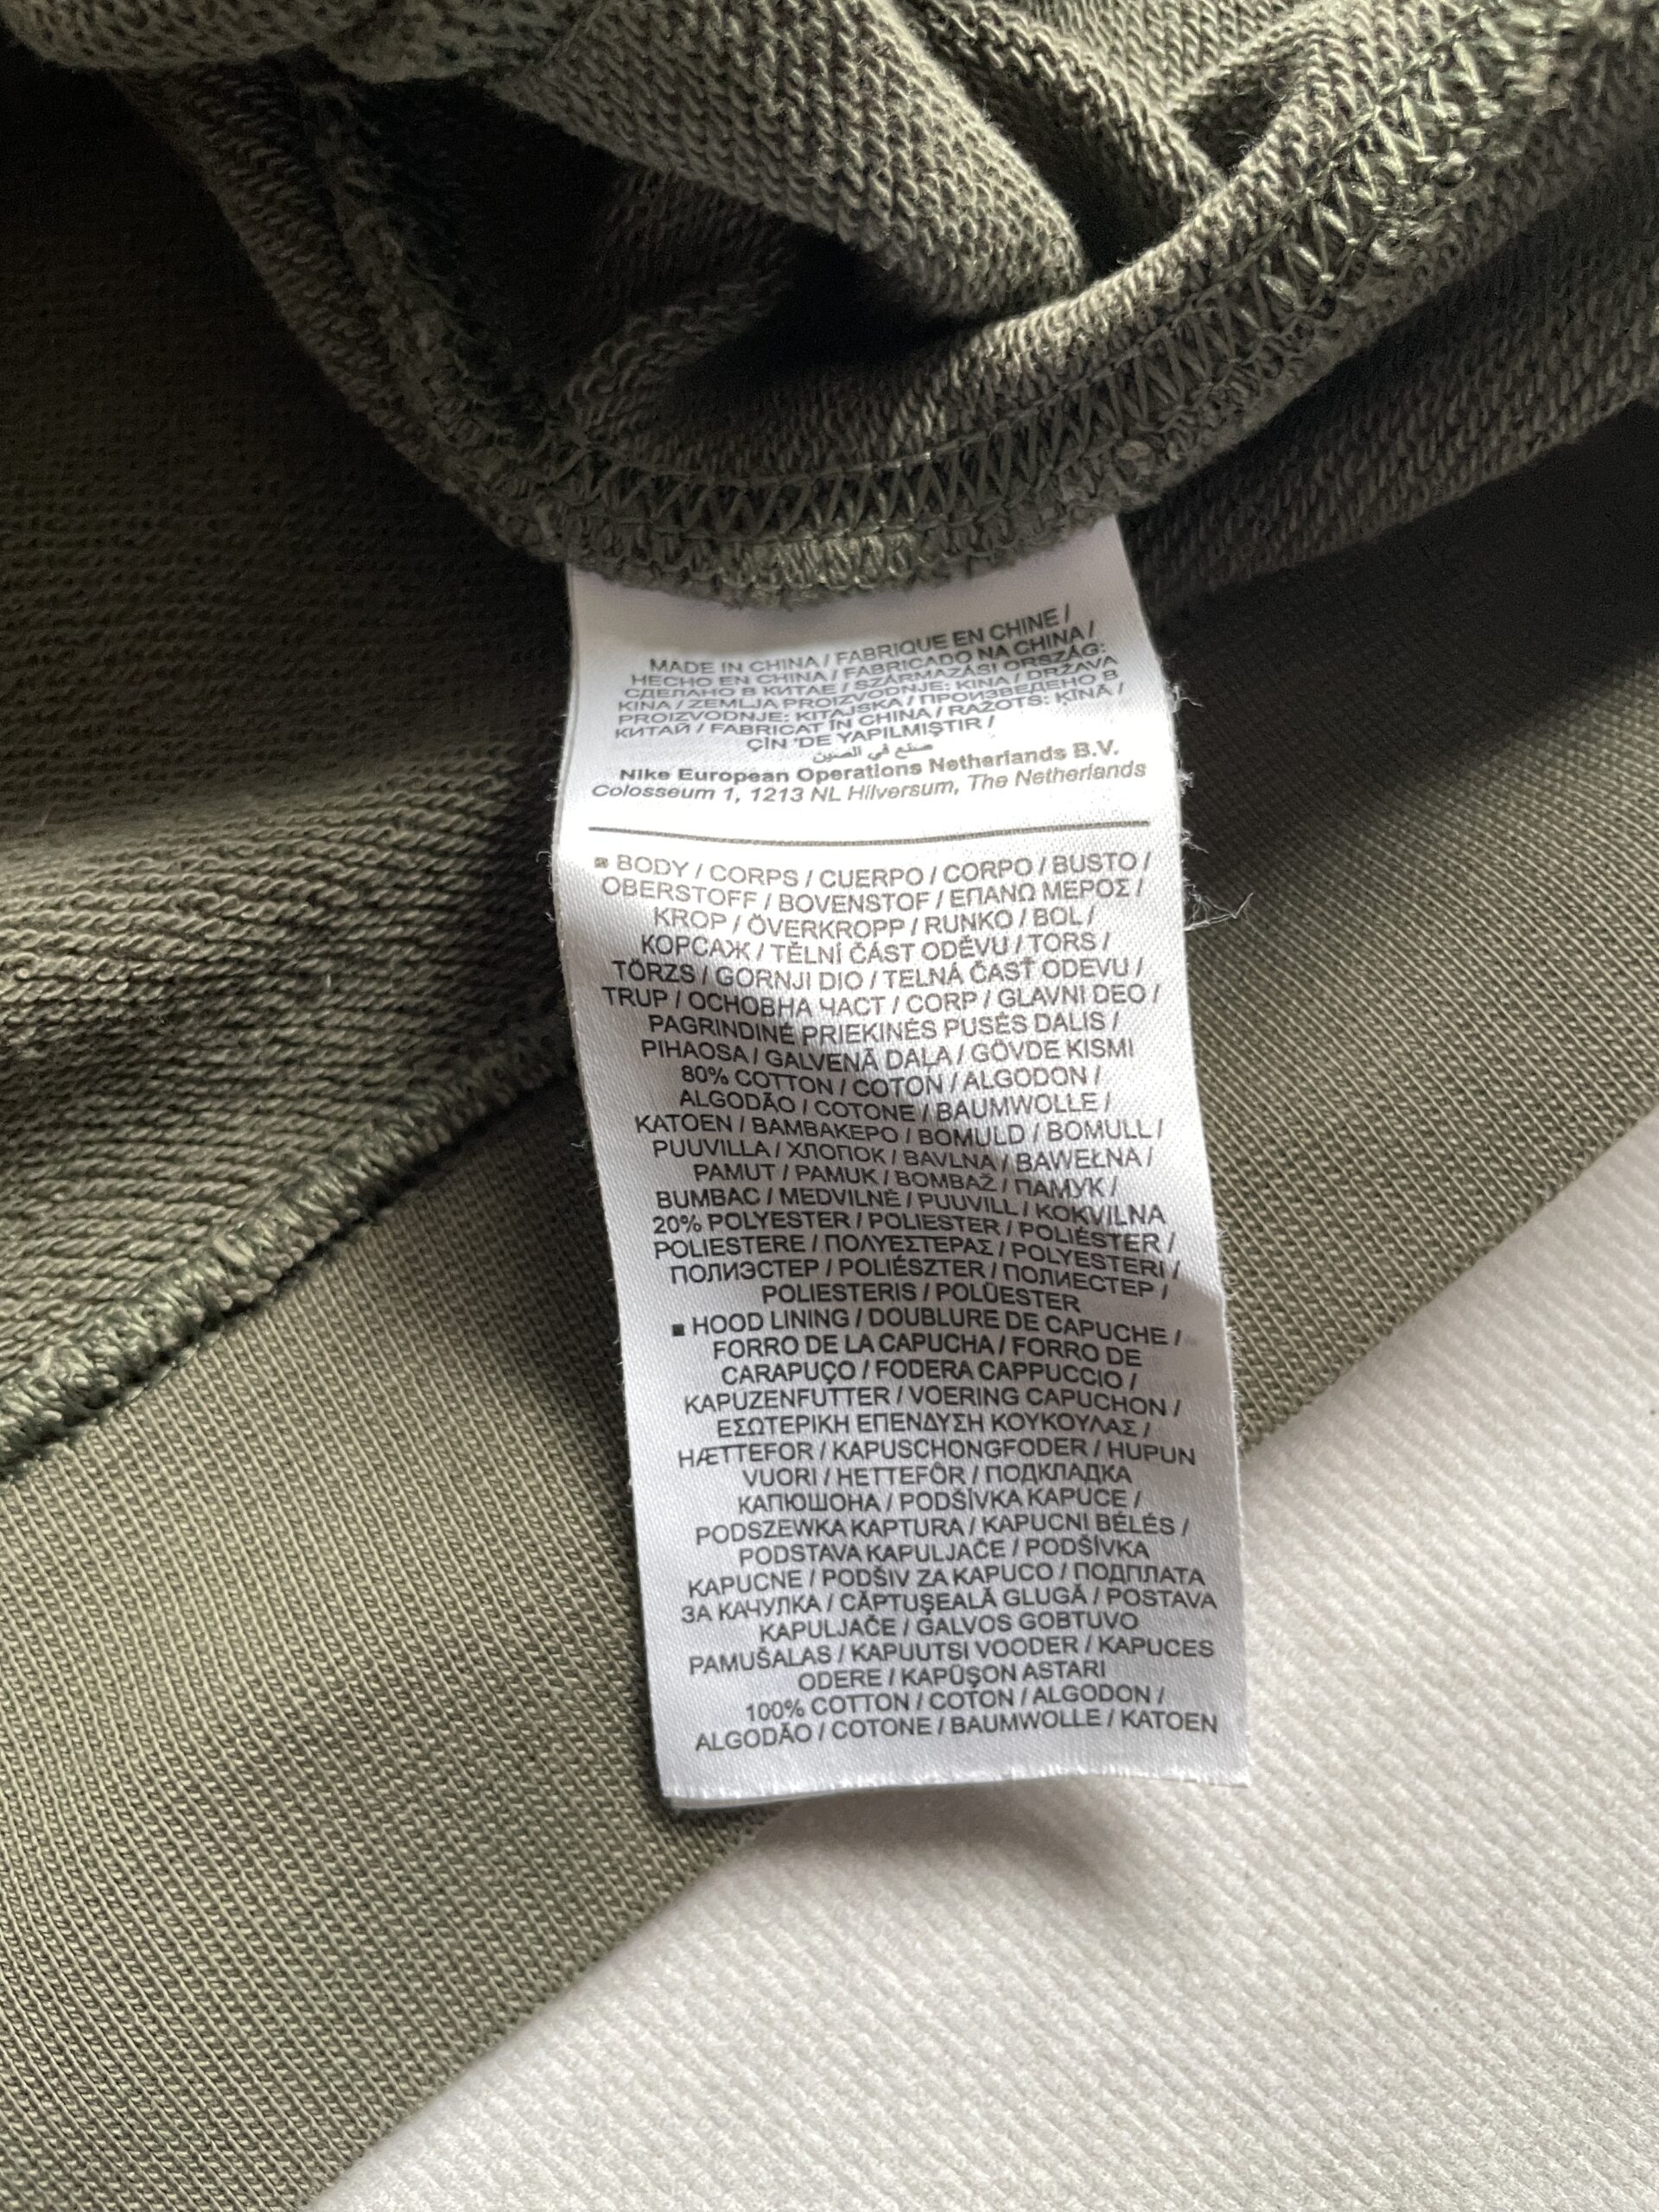 MADE IN CHINA / FABRIQUE EN CHINE /
HECHO EN CHINA / FABRICADO NA CHINA /
СДЕЛАНО В КИТАЕ / SZÁRMAZÁSI ORSZÁG:
KÍNA / ZEMLJA PROIZVODNJE: KINA / DRŽAVA
PROIZVODNJE: KITAJSKA / ПРОИЗВЕДЕНО В
КИТАЙ / FABRICAT ÎN CHINA / RAŽOTS: ĶĪNĀ /
ÇİN 'DE YAPILMIŞTIR /
صنع في الصين
Nike European Operations Netherlands B.V.
Colosseum 1, 1213 NL Hilversum, The Netherlands
■ BODY / CORPS / CUERPO / CORPO / BUSTO /
OBERSTOFF / BOVENSTOF / ΕΠΑΝΩ ΜΕΡΟΣ /
KROP / ÖVERKROPP / RUNKO / BOL /
КОРСАЖ / TĚLNÍ ČÁST ODĚVU / TORS /
TÖRZS / GORNJI DIO / TELNÁ ČASŤ ODEVU /
TRUP / ОСНОВНА ЧАСТ / CORP / GLAVNI DEO /
PAGRINDINĖ PRIEKINĖS PUSĖS DALIS /
PIHAOSA / GALVENĀ DAĻA / GÖVDE KISMI
80% COTTON / COTON / ALGODON /
ALGODÃO / COTONE / BAUMWOLLE /
KATOEN / ΒΑΜΒΑΚΕΡΟ / BOMULD / BOMULL /
PUUVILLA / ХЛОПОК / BAVLNA / BAWEŁNA /
PAMUT / PAMUK / BOMBAŽ / ПАМУК /
BUMBAC / MEDVILNĖ / PUUVILL / KOKVILNA
20% POLYESTER / POLIESTER / POLIÉSTER /
POLIESTERE / ΠΟΛΥΕΣΤΕΡΑΣ / POLYESTERI /
ПОЛИЭСТЕР / POLIÉSZTER / ПОЛИЕСТЕР /
POLIESTERIS / POLÜESTER
■ HOOD LINING / DOUBLURE DE CAPUCHE /
FORRO DE LA CAPUCHA / FORRO DE
CARAPUÇO / FODERA CAPPUCCIO /
KAPUZENFUTTER / VOERING CAPUCHON /
ΕΣΩΤΕΡΙΚΗ ΕΠΕΝΔΥΣΗ ΚΟΥΚΟΥΛΑΣ /
HÆTTEFOR / KAPUSCHONGFODER / HUPUN
VUORI / HETTEFÔR / ПОДКЛАДКА
КАПЮШОНА / PODŠÍVKA KAPUCE /
PODSZEWKA KAPTURA / KAPUCNI BÉLÉS /
PODSTAVA KAPULJAČE / PODŠÍVKA
KAPUCNE / PODŠIV ZA KAPUCO / ПОДПЛАТА
ЗА КАЧУЛКА / CĂPTUŞEALĂ GLUGĂ / POSTAVA
KAPULJAČE / GALVOS GOBTUVO
PAMUŠALAS / KAPUUTSI VOODER / KAPUCES
ODERE / KAPÜŞON ASTARI
100% COTTON / COTON / ALGODON /
ALGODÃO / COTONE / BAUMWOLLE / KATOEN